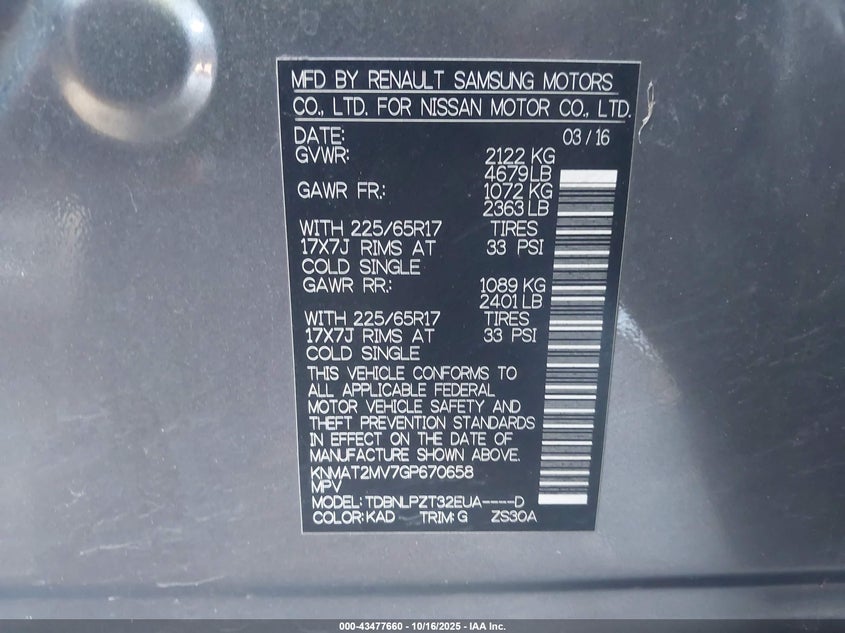 MFD BY RENAULT SAMSUNG MOTORS
CO., LTD. FOR NISSAN MOTOR CO., LTD.
DATE: 03/16
GVWR: 2122 KG
4679LB
GAWR FR.: 1072 KG
2363 LB
WITH 225/65R17 TIRES
17X7J RIMS AT 33 PSI
COLD SINGLE
GAWR RR.: 1089 KG
2401 LB
WITH 225/65R17 TIRES
17X7J RIMS AT 33 PSI
COLD SINGLE
THIS VEHICLE CONFORMS TO
ALL APPLICABLE FEDERAL
MOTOR VEHICLE SAFETY AND
THEFT PREVENTION STANDARDS
IN EFFECT ON THE DATE OF
MANUFACTURE SHOWN ABOVE.
KNMAT2MV7GP670658
MPV
MODEL: TDBNLPZT32EUA----D
COLOR: KAD TRIM: G ZS30A
000-43477660 - 10/16/2025 - IAA Inc.